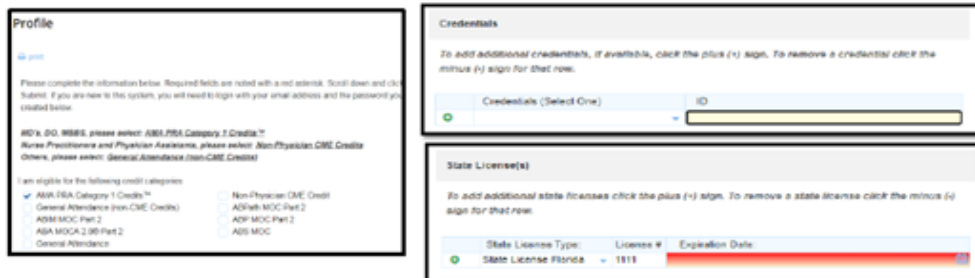 Profile
print
Please complete the information below. Required fields are noted with a red asterisk. Scroll down and click
Submit. If you are new to this system, you will need to login with your email address and the password you
created below.
MD's, DO, MBBS, please select: AMA PRA Category 1 Credits™
Nurse Practitioners and Physician Assistants, please select: Non-Physician CME Credits
Others, please select: General Attendance (non-CME Credits)
I am eligible for the following credit categories
AMA PRA Category 1 Credits™
Non-Physician CME Credit
General Attendance (non-CME Credits)
ABPath MOC Part 2
ABIM MOC Part 2
ABP MOC Part 2
ABA MOCA 2.0® Part 2
ABS MOC
General Attendance
Credentials
To add additional credentials, if available, click the plus (+) sign. To remove a credential click the
minus (-) sign for that row.
Credentials (Select One)
ID
State License(s)
To add additional state licenses click the plus (+) sign. To remove a state license click the minus (-)
sign for that row.
State License Type: License # Expiration Date:
State License Florida 1111